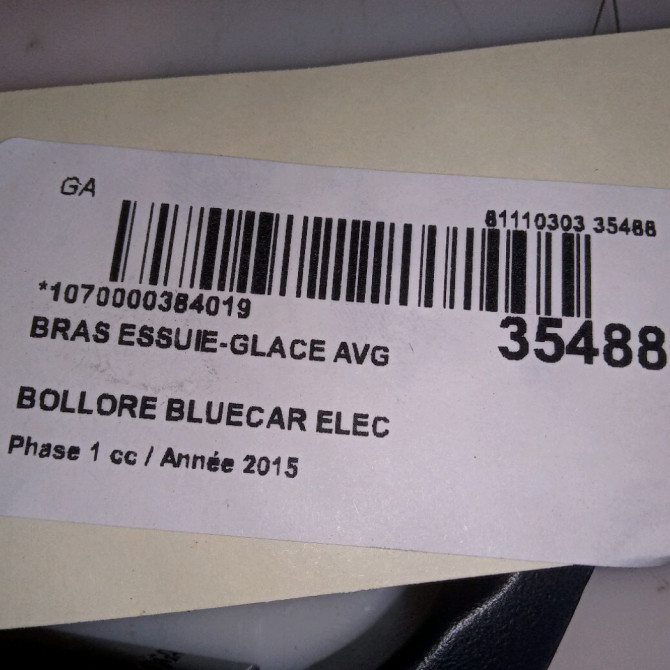 GA
81110303 35488
*1070000384019
35488
BRAS ESSUIE-GLACE AVG
BOLLORE BLUECAR ELEC
Phase 1 cc / Année 2015